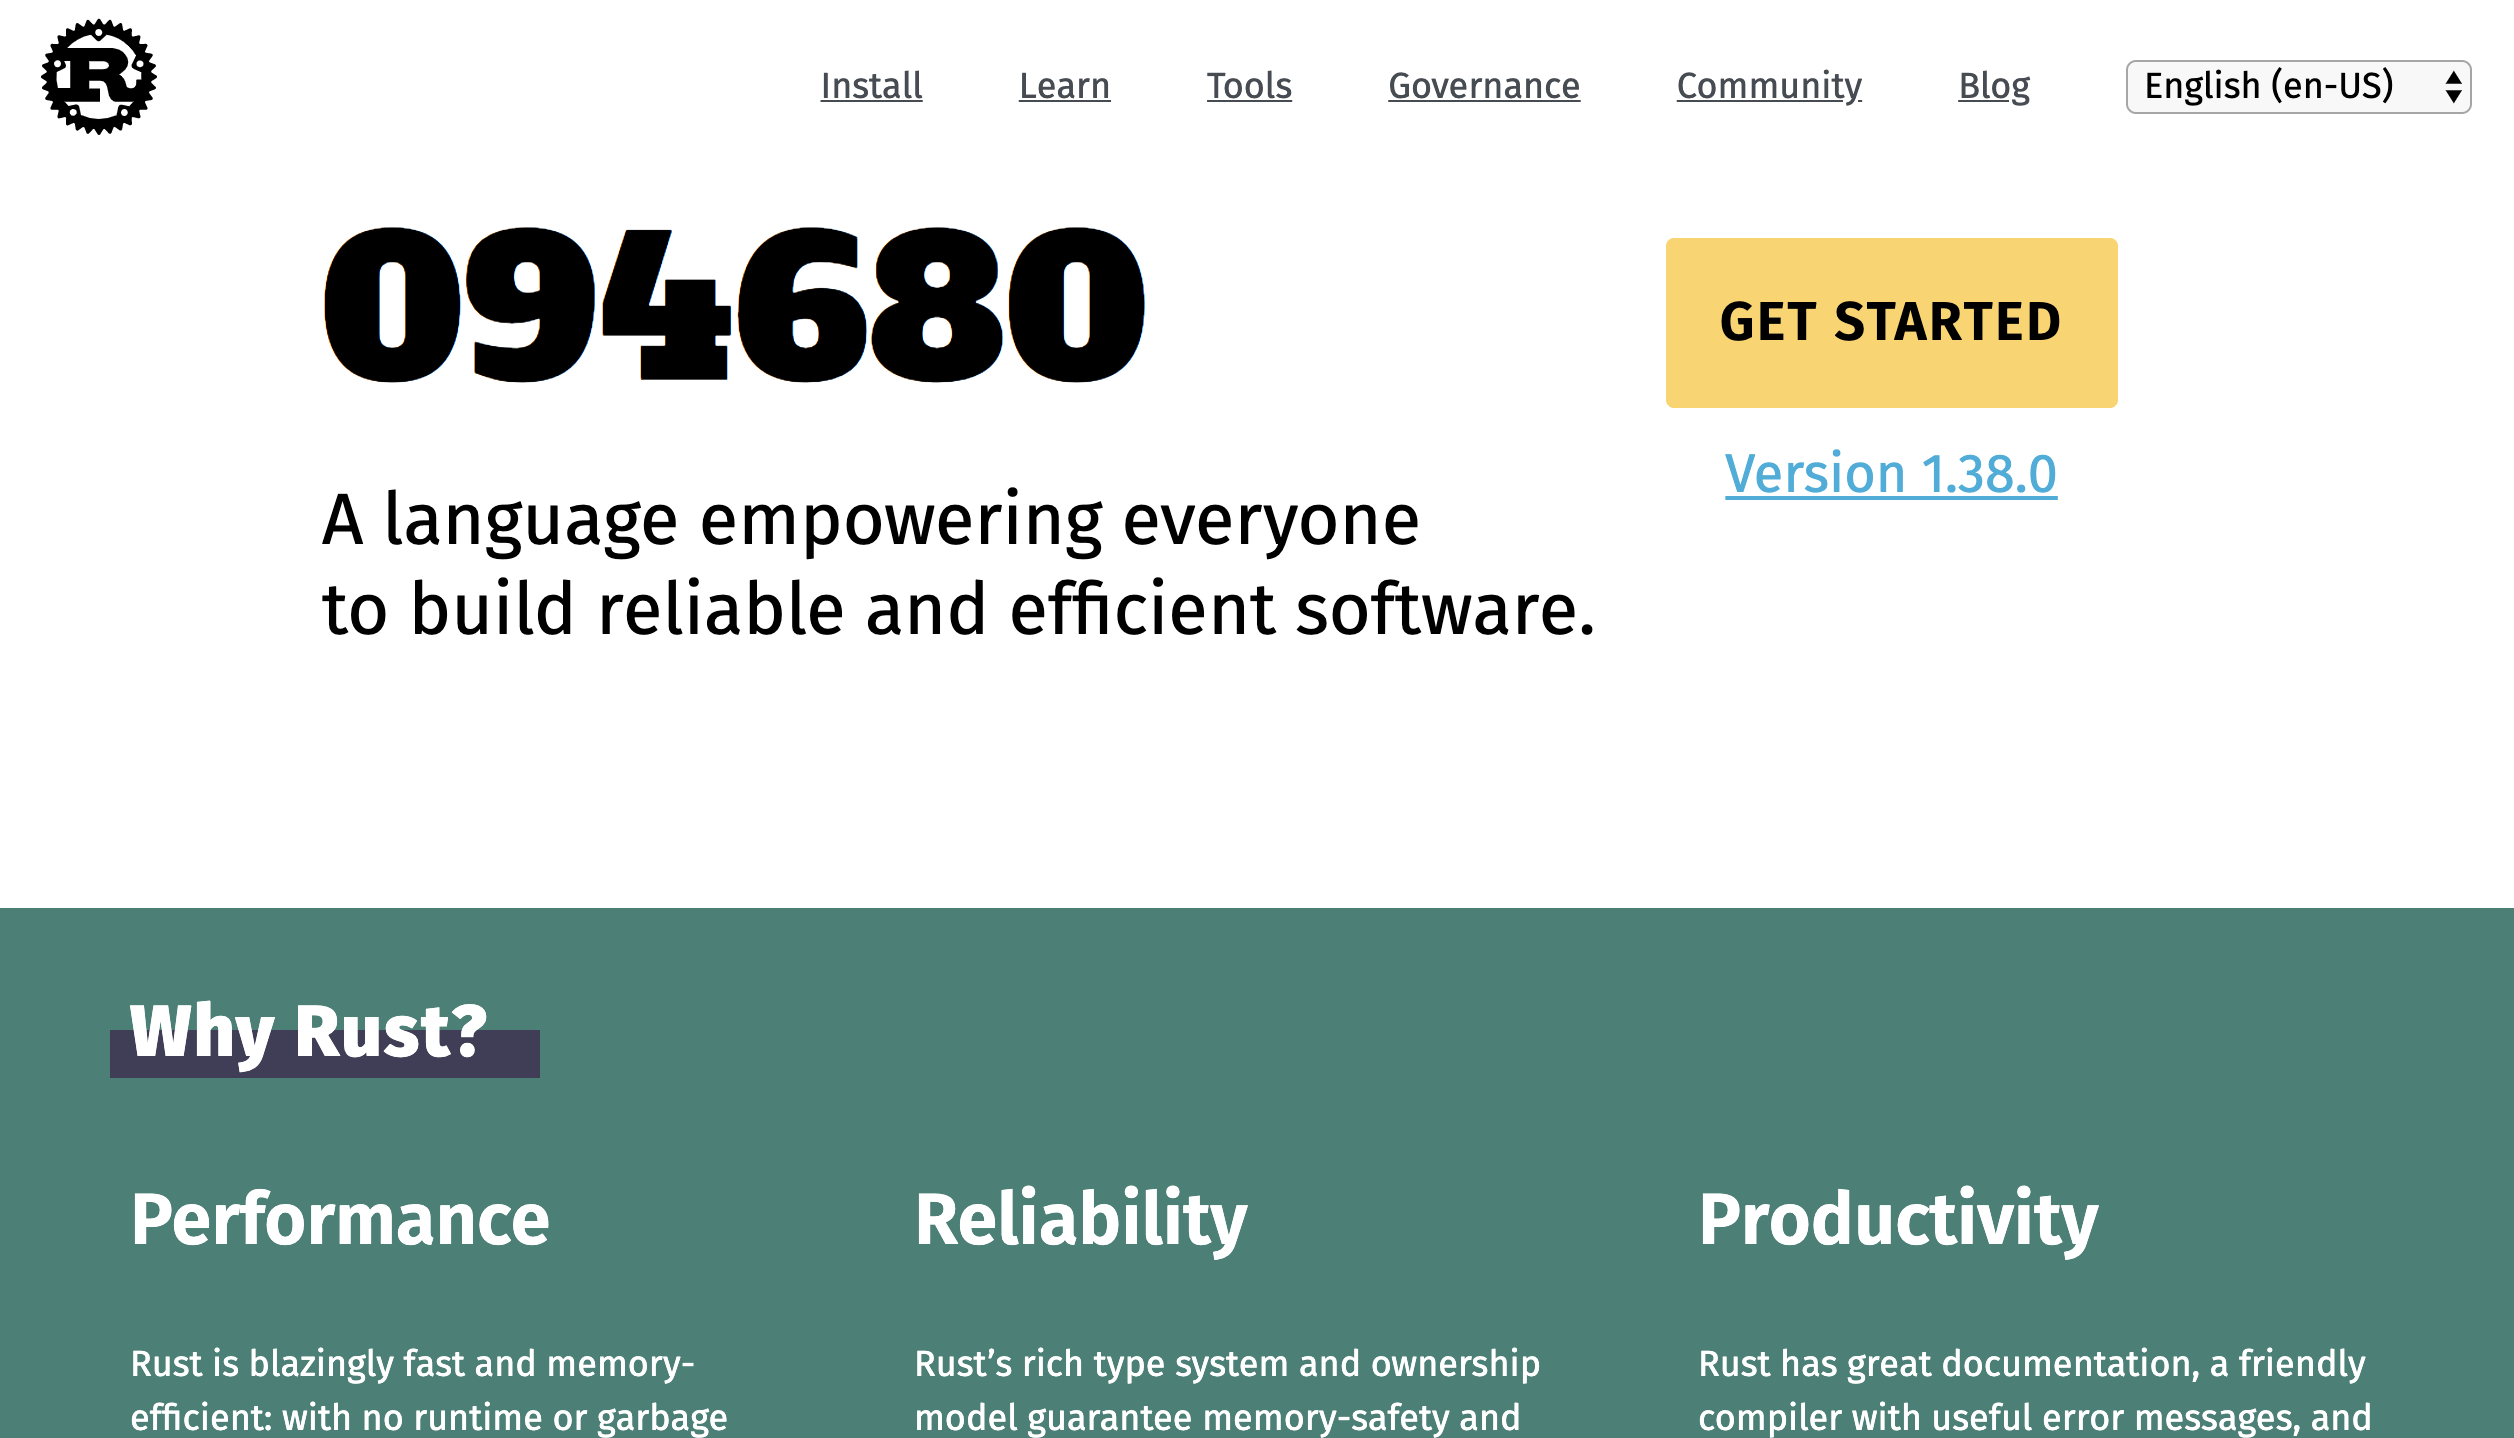 R
Install Learn Tools Governance Community Blog English (en-US)
094680
GET STARTED
Version 1.38.0
A language empowering everyone
to build reliable and efficient software.
Why Rust?
Performance
Rust is blazingly fast and memory-
efficient: with no runtime or garbage
Reliability
Rust’s rich type system and ownership
model guarantee memory-safety and
Productivity
Rust has great documentation, a friendly
compiler with useful error messages, and